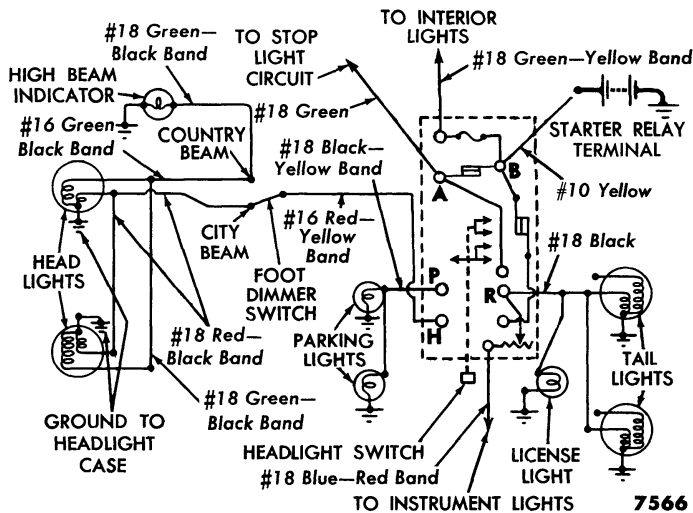 #18 Green—
Black Band
TO STOP
LIGHT
CIRCUIT
TO INTERIOR
LIGHTS
#18 Green—Yellow Band
HIGH BEAM
INDICATOR
#16 Green
Black Band
COUNTRY
BEAM
#18 Green
#18 Black—
Yellow Band
STARTER RELAY
TERMINAL
#10 Yellow
B
A
#16 Red—
Yellow
Band
CITY
BEAM
FOOT
DIMMER
SWITCH
#18 Black
HEAD
LIGHTS
P
R
H
#18 Red—
Black Band
PARKING
LIGHTS
TAIL
LIGHTS
#18 Green—
Black Band
GROUND TO
HEADLIGHT
CASE
HEADLIGHT SWITCH
#18 Blue—Red Band
LICENSE
LIGHT
TO INSTRUMENT LIGHTS
7566